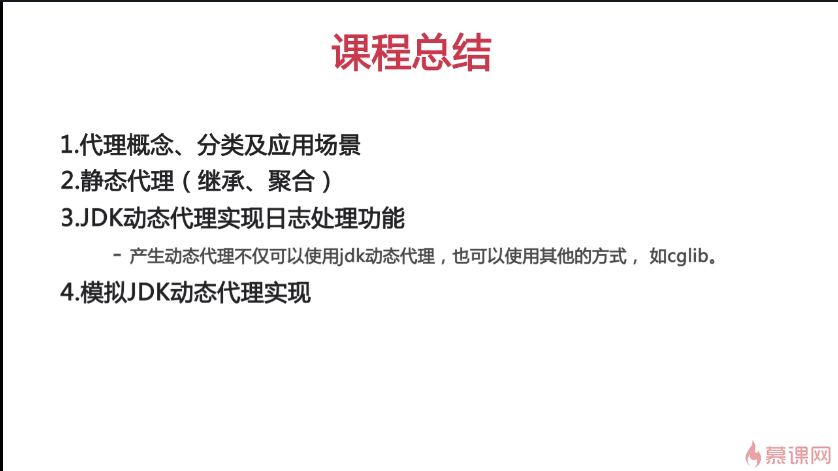 课程总结
1.代理概念、分类及应用场景
2.静态代理（继承、聚合）
3.JDK动态代理实现日志处理功能
- 产生动态代理不仅可以使用jdk动态代理，也可以使用其他的方式， 如cglib。
4.模拟JDK动态代理实现
慕课网